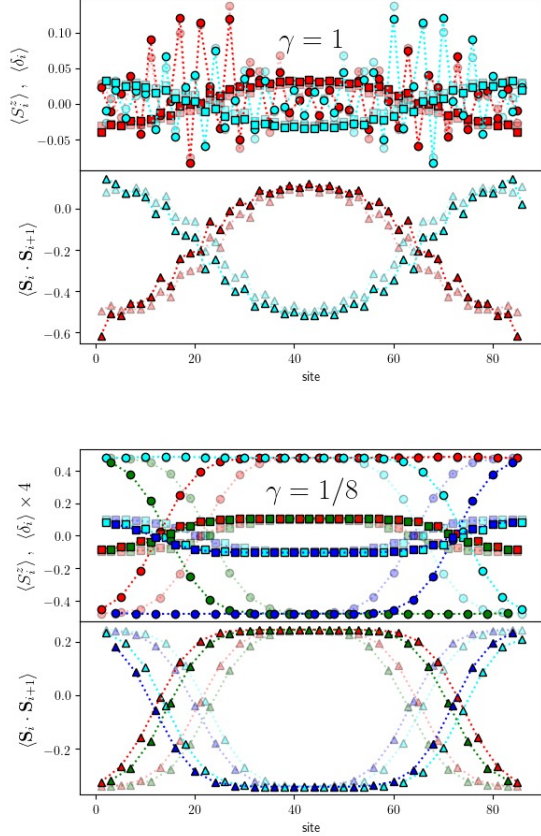 γ = 1
⟨S_i^z⟩ , ⟨δ_i⟩
0.10
0.05
0.00
−0.05
⟨S_i · S_{i+1}⟩
0.0
−0.2
−0.4
−0.6
0 20 40 60 80
site
γ = 1/8
⟨S_i^z⟩ , ⟨δ_i⟩ × 4
0.4
0.2
0.0
−0.2
−0.4
⟨S_i · S_{i+1}⟩
0.2
0.0
−0.2
0 20 40 60 80
site